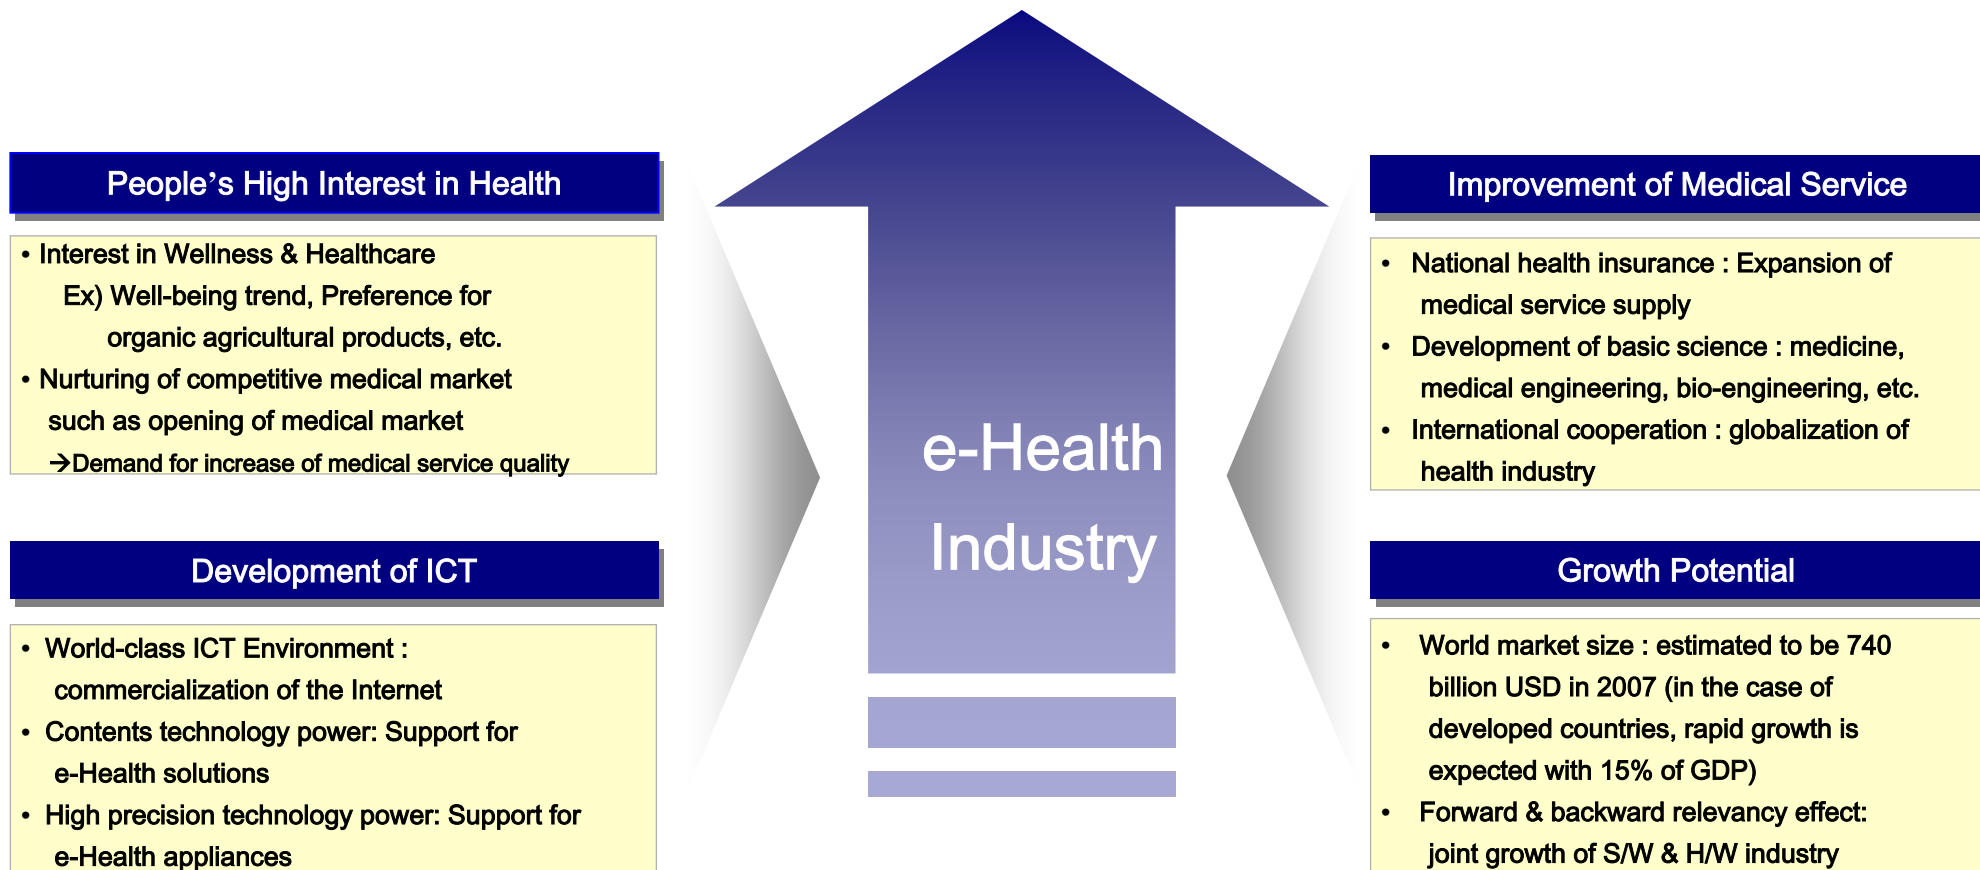 People’s High Interest in Health
• Interest in Wellness & Healthcare
Ex) Well-being trend, Preference for
organic agricultural products, etc.
• Nurturing of competitive medical market
such as opening of medical market
→Demand for increase of medical service quality
Development of ICT
• World-class ICT Environment :
commercialization of the Internet
• Contents technology power: Support for
e-Health solutions
• High precision technology power: Support for
e-Health appliances
e-Health
Industry
Improvement of Medical Service
• National health insurance : Expansion of
medical service supply
• Development of basic science : medicine,
medical engineering, bio-engineering, etc.
• International cooperation : globalization of
health industry
Growth Potential
• World market size : estimated to be 740
billion USD in 2007 (in the case of
developed countries, rapid growth is
expected with 15% of GDP)
• Forward & backward relevancy effect:
joint growth of S/W & H/W industry